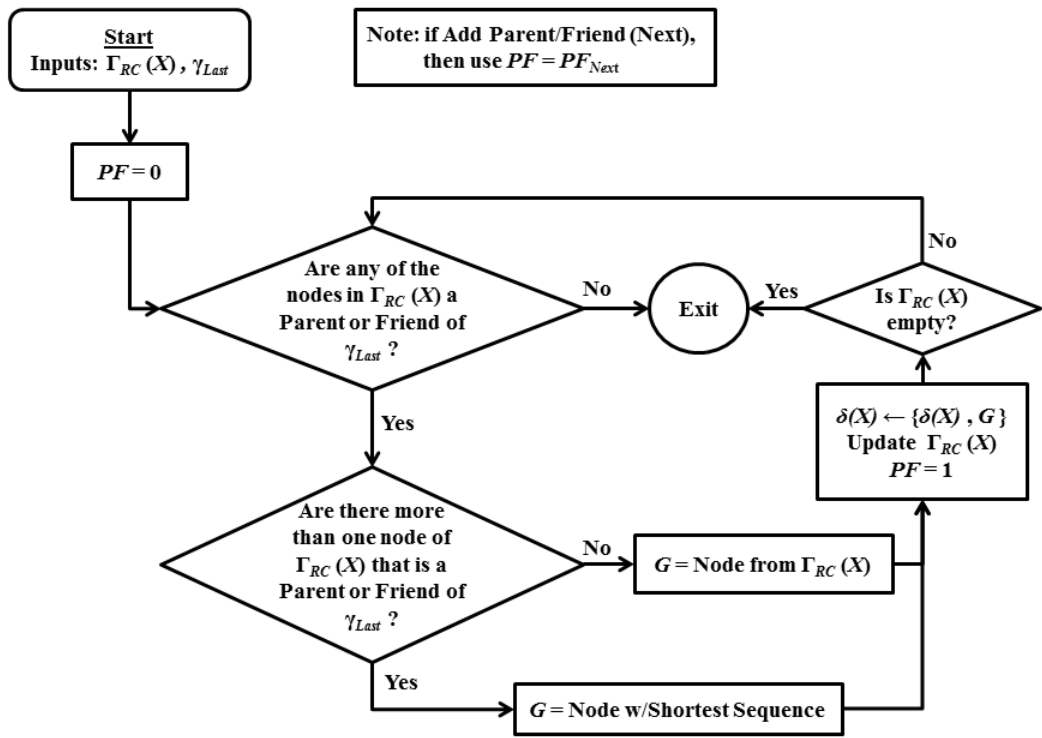 Start
Inputs: Γ_RC (X) , γ_Last
Note: if Add Parent/Friend (Next),
then use PF = PF_Next
PF = 0
Are any of the
nodes in Γ_RC (X) a
Parent or Friend of
γ_Last ?
No
Exit
Yes
Is Γ_RC (X)
empty?
No
Yes
δ(X) ← {δ(X) , G }
Update Γ_RC (X)
PF = 1
Are there more
than one node of
Γ_RC (X) that is a
Parent or Friend of
γ_Last ?
No
G = Node from Γ_RC (X)
Yes
G = Node w/Shortest Sequence